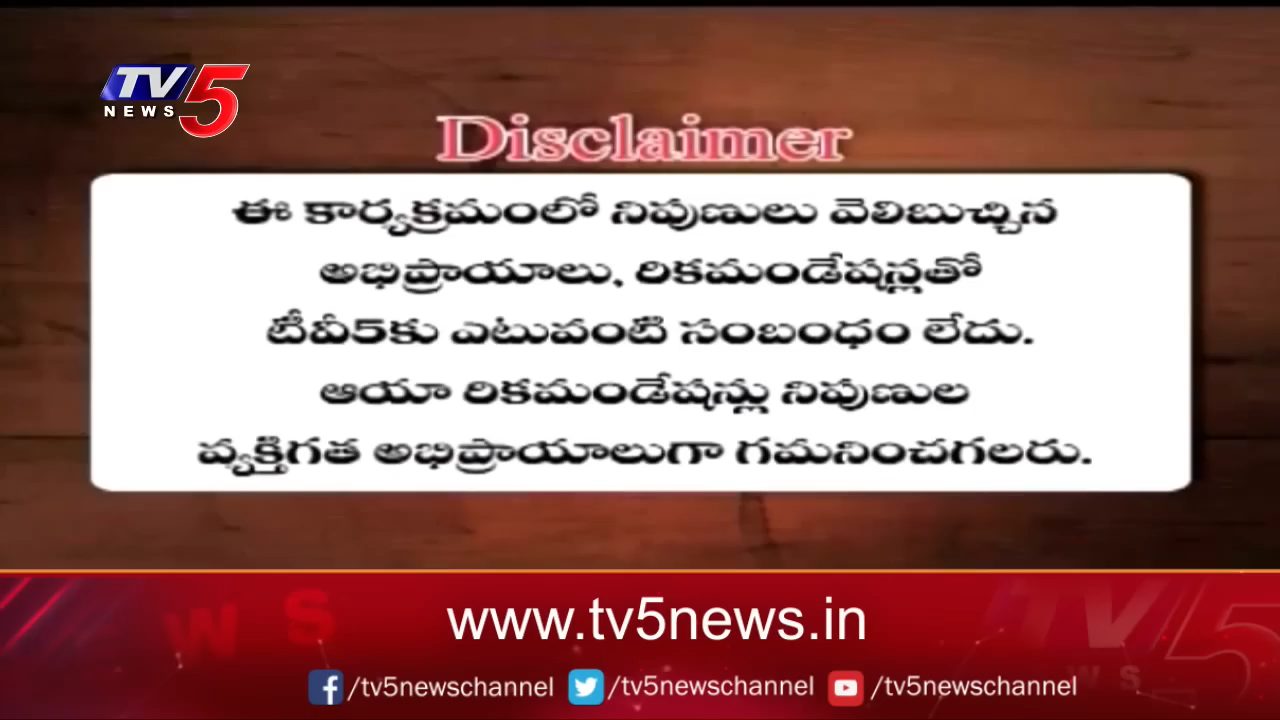 TV5
NEWS
Disclaimer
ఈ కార్యక్రమంలో నిపుణులు వెలిబుచ్చిన
అభిప్రాయాలు, రికమండేషన్లతో
టీవీ5కు ఎటువంటి సంబంధం లేదు.
ఆయా రికమండేషన్లు నిపుణుల
వ్యక్తిగత అభిప్రాయాలుగా గమనించగలరు.
www.tv5news.in
/tv5newschannel /tv5newschannel /tv5newschannel